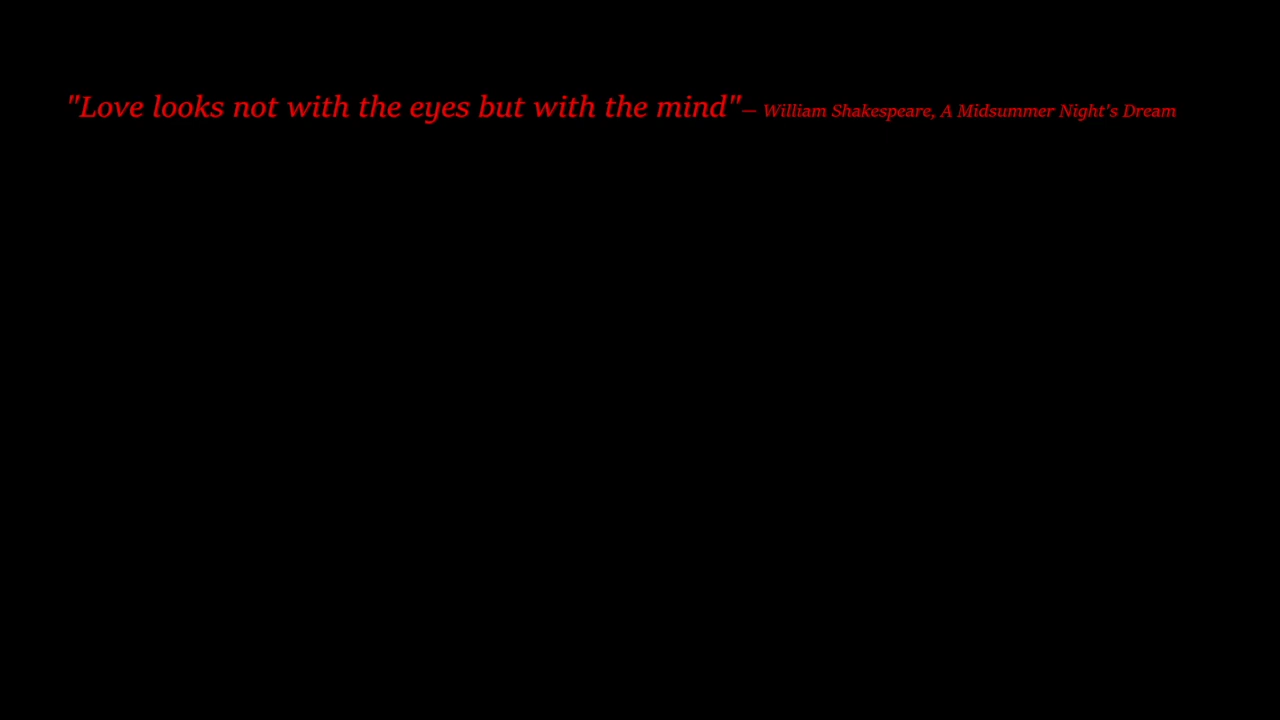 "Love looks not with the eyes but with the mind"— William Shakespeare, A Midsummer Night's Dream